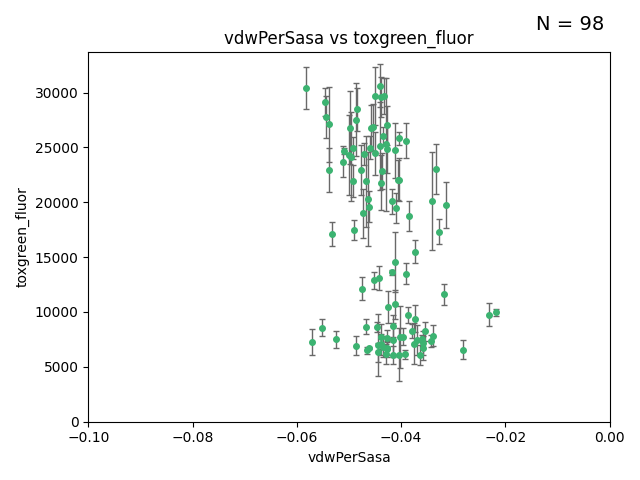 N = 98
vdwPerSasa vs toxgreen_fluor
30000
25000
20000
15000
10000
5000
0
toxgreen_fluor
−0.10 −0.08 −0.06 −0.04 −0.02 0.00
vdwPerSasa